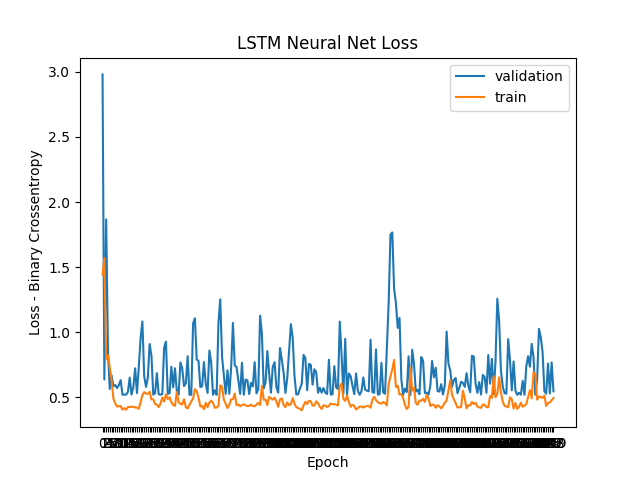 LSTM Neural Net Loss
validation
train
3.0
2.5
2.0
1.5
1.0
0.5
Loss - Binary Crossentropy
Epoch